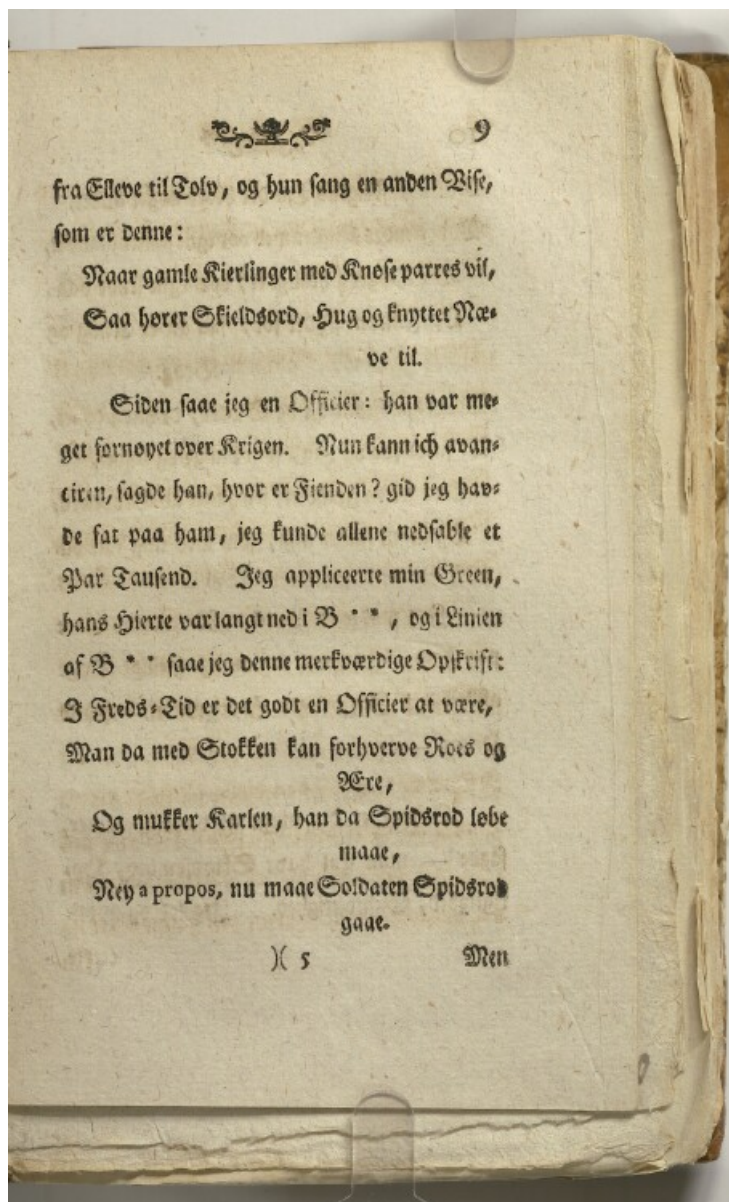 9
fra Elleve til Tolv, og hun sang en anden Vise,
som er denne:
Naar gamle Kierlinger med Knose parres vil,
Saa hører Skieldsord, Hug og knyttet Næ-
ve til.
Siden saae jeg en Officier: han var me-
get fornøyet over Krigen. Nun kann ich avan-
ciren, sagde han, hvor er Fienden? gid jeg hav-
de fat paa ham, jeg kunde allene nedsable et
Par Tausend. Jeg appliceerte min Green,
hans Hierte var langt ned i B * * , og i Linien
af B * * saae jeg denne merkværdige Opskrift:
I Freds-Tid er det godt en Officier at være,
Man da med Stokken kan forhverve Roes og
Ære,
Og mukker Karlen, han da Spidsrod løbe
maae,
Ney a propos, nu maae Soldaten Spidsrod
gaae.
)( 5 Men